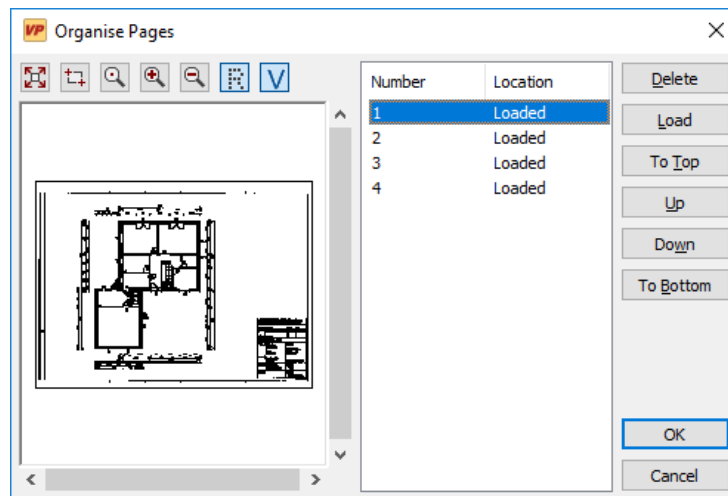 VP Organise Pages
R V
Number Location
1 Loaded
2 Loaded
3 Loaded
4 Loaded
Delete
Load
To Top
Up
Down
To Bottom
OK
Cancel